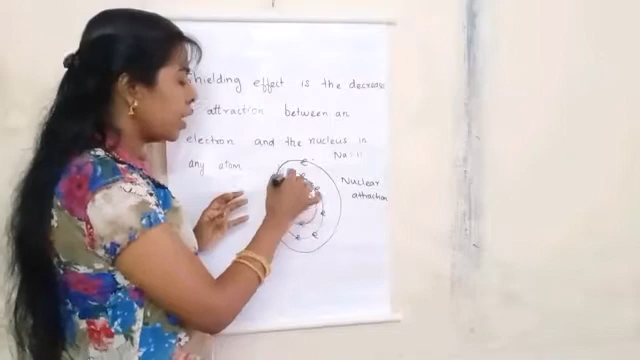 shielding effect is the decrease
attraction between an
electron and the nucleus in
any atom
Na:11
Nuclear
attraction
e
e
e
e